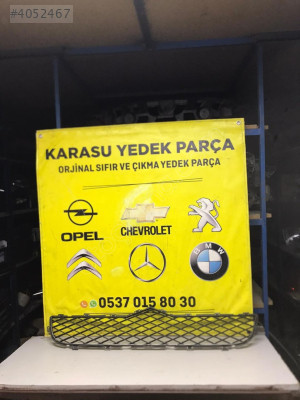 #4052467
KARASU YEDEK PARÇA
ORJİNAL SIFIR VE ÇIKMA YEDEK PARÇA
OPEL
CHEVROLET
BMW
0537 015 80 30